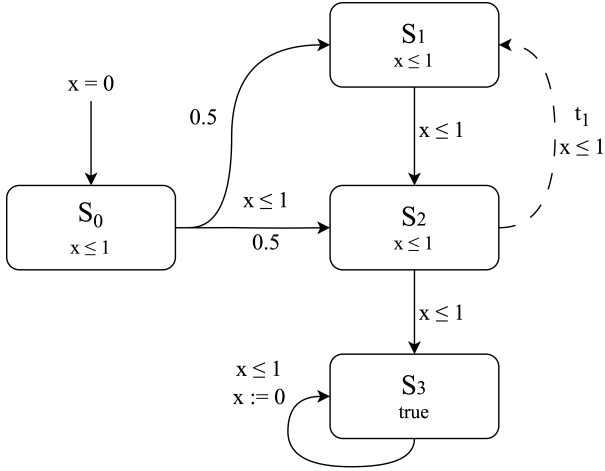 S₁
x ≤ 1
x = 0
0.5
x ≤ 1
t₁
x ≤ 1
S₀
x ≤ 1
x ≤ 1
0.5
S₂
x ≤ 1
x ≤ 1
x ≤ 1
x := 0
S₃
true